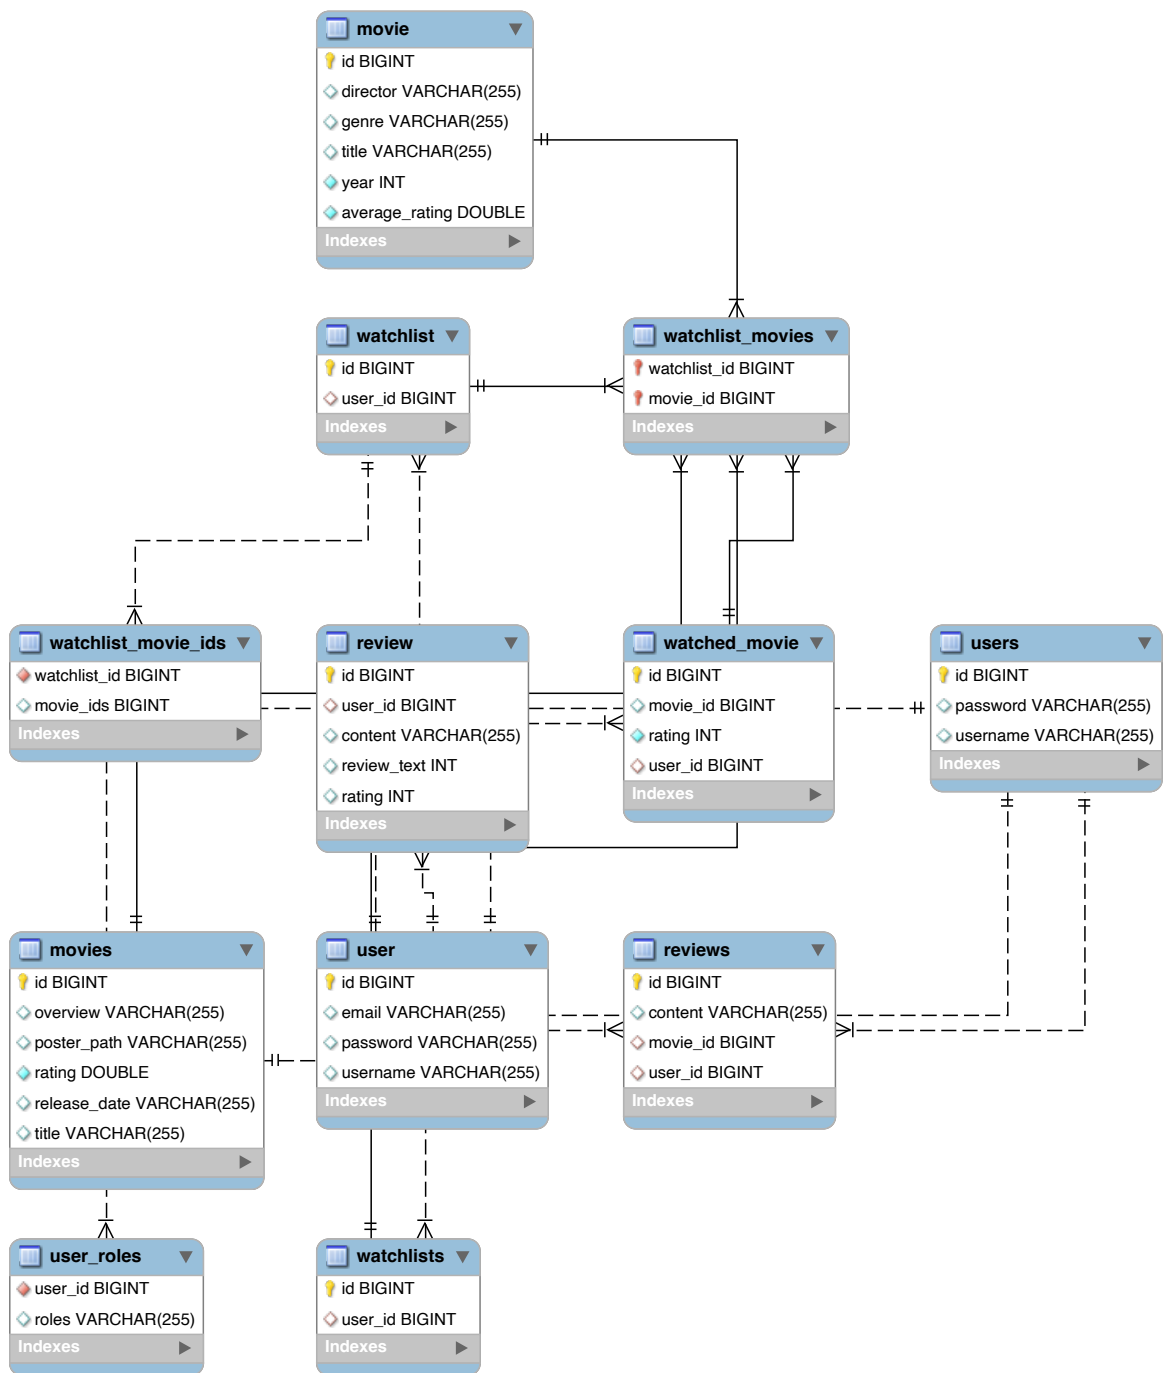 movie
id BIGINT
director VARCHAR(255)
genre VARCHAR(255)
title VARCHAR(255)
year INT
average_rating DOUBLE
Indexes
watchlist
id BIGINT
user_id BIGINT
Indexes
watchlist_movies
watchlist_id BIGINT
movie_id BIGINT
Indexes
watchlist_movie_ids
watchlist_id BIGINT
movie_ids BIGINT
Indexes
review
id BIGINT
user_id BIGINT
content VARCHAR(255)
review_text INT
rating INT
Indexes
watched_movie
id BIGINT
movie_id BIGINT
rating INT
user_id BIGINT
Indexes
users
id BIGINT
password VARCHAR(255)
username VARCHAR(255)
Indexes
movies
id BIGINT
overview VARCHAR(255)
poster_path VARCHAR(255)
rating DOUBLE
release_date VARCHAR(255)
title VARCHAR(255)
Indexes
user
id BIGINT
email VARCHAR(255)
password VARCHAR(255)
username VARCHAR(255)
Indexes
reviews
id BIGINT
content VARCHAR(255)
movie_id BIGINT
user_id BIGINT
Indexes
user_roles
user_id BIGINT
roles VARCHAR(255)
Indexes
watchlists
id BIGINT
user_id BIGINT
Indexes